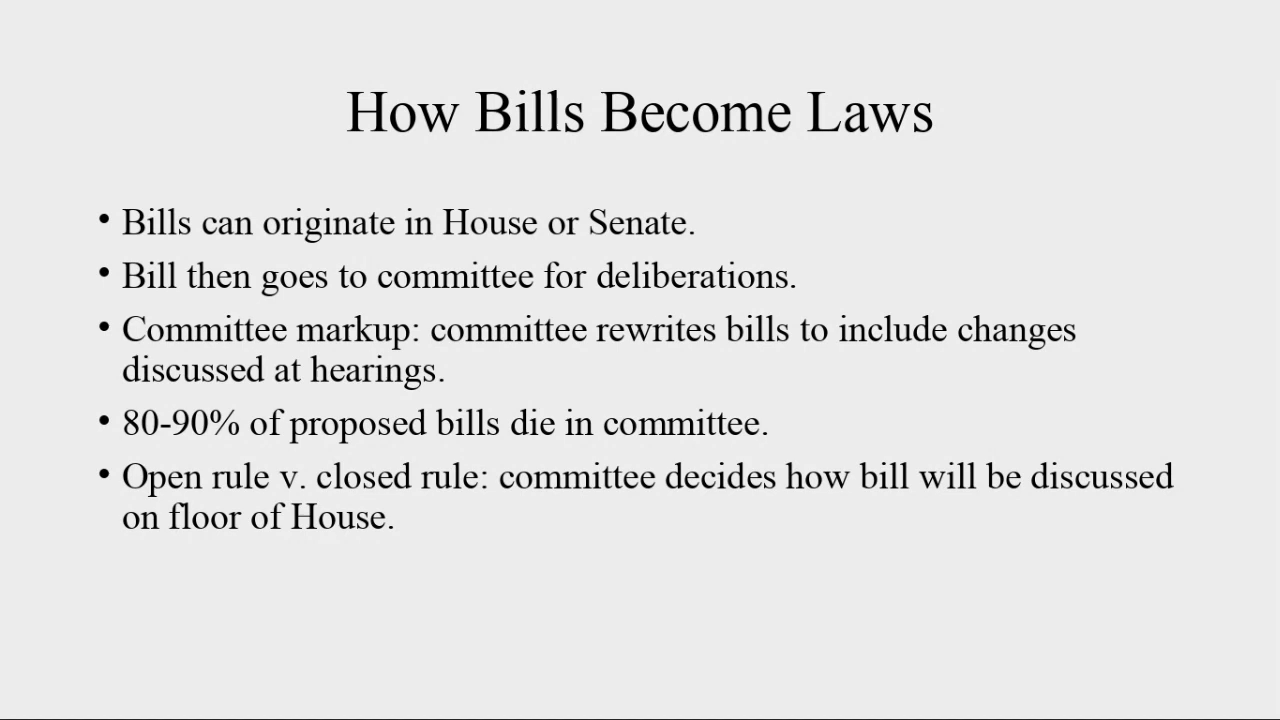 How Bills Become Laws
• Bills can originate in House or Senate.
• Bill then goes to committee for deliberations.
• Committee markup: committee rewrites bills to include changes
discussed at hearings.
• 80-90% of proposed bills die in committee.
• Open rule v. closed rule: committee decides how bill will be discussed
on floor of House.